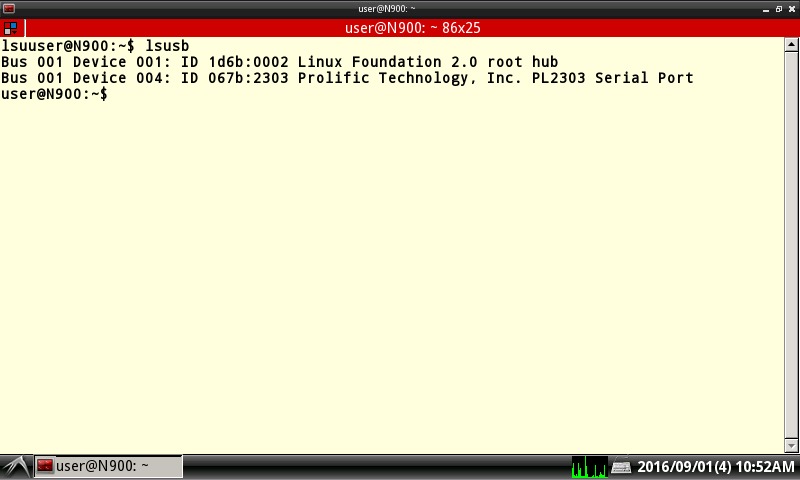 user@N900: ~
user@N900: ~ 86x25
lsuuser@N900:~$ lsusb
Bus 001 Device 001: ID 1d6b:0002 Linux Foundation 2.0 root hub
Bus 001 Device 004: ID 067b:2303 Prolific Technology, Inc. PL2303 Serial Port
user@N900:~$
user@N900: ~
2016/09/01(4) 10:52AM